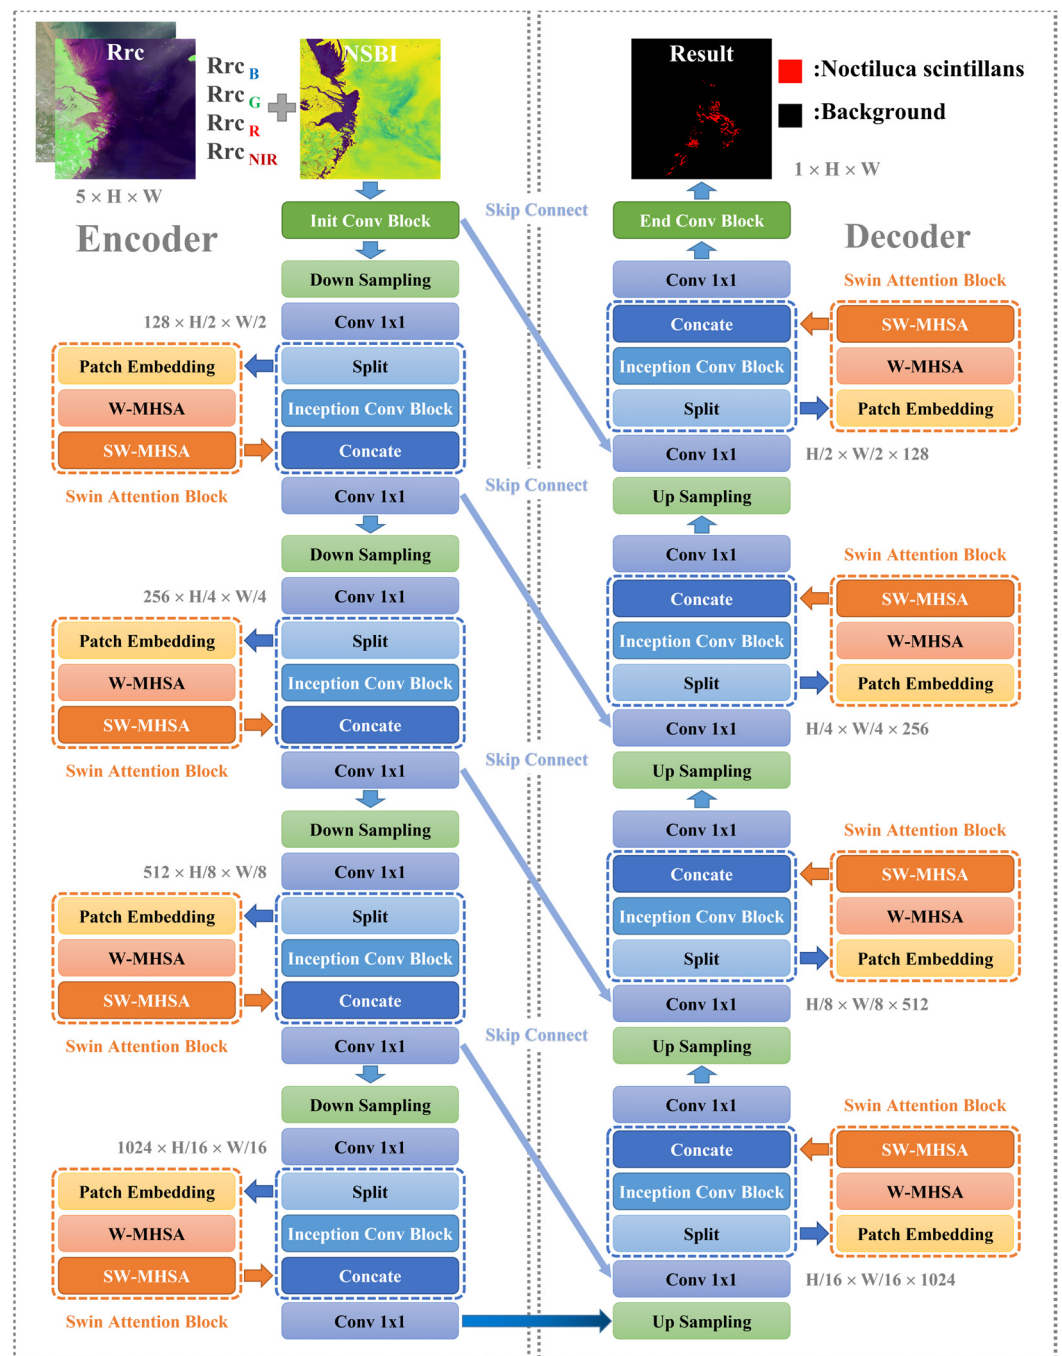 Rrc
Rrc B
Rrc G
Rrc R
Rrc NIR
NSBI
5 × H × W
Encoder
Init Conv Block
Down Sampling
128 × H/2 × W/2
Conv 1x1
Patch Embedding
Split
W-MHSA
Inception Conv Block
SW-MHSA
Concate
Swin Attention Block
Conv 1x1
Down Sampling
256 × H/4 × W/4
Conv 1x1
Patch Embedding
Split
W-MHSA
Inception Conv Block
SW-MHSA
Concate
Swin Attention Block
Conv 1x1
Down Sampling
512 × H/8 × W/8
Conv 1x1
Patch Embedding
Split
W-MHSA
Inception Conv Block
SW-MHSA
Concate
Swin Attention Block
Conv 1x1
Down Sampling
1024 × H/16 × W/16
Conv 1x1
Patch Embedding
Split
W-MHSA
Inception Conv Block
SW-MHSA
Concate
Swin Attention Block
Conv 1x1
Skip Connect
Skip Connect
Skip Connect
Skip Connect
Result
:Noctiluca scintillans
:Background
1 × H × W
Decoder
End Conv Block
Conv 1x1
Swin Attention Block
Concate
SW-MHSA
Inception Conv Block
W-MHSA
Split
Patch Embedding
Conv 1x1
H/2 × W/2 × 128
Up Sampling
Conv 1x1
Swin Attention Block
Concate
SW-MHSA
Inception Conv Block
W-MHSA
Split
Patch Embedding
Conv 1x1
H/4 × W/4 × 256
Up Sampling
Conv 1x1
Swin Attention Block
Concate
SW-MHSA
Inception Conv Block
W-MHSA
Split
Patch Embedding
Conv 1x1
H/8 × W/8 × 512
Up Sampling
Conv 1x1
Swin Attention Block
Concate
SW-MHSA
Inception Conv Block
W-MHSA
Split
Patch Embedding
Conv 1x1
H/16 × W/16 × 1024
Up Sampling